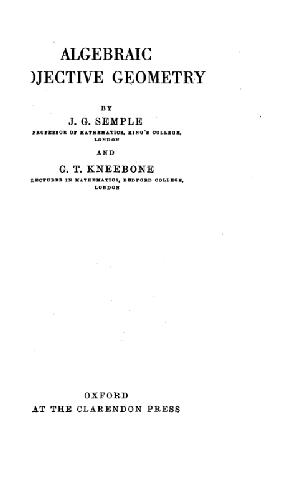 ALGEBRAIC
OJECTIVE GEOMETRY
BY
J. G. SEMPLE
PROFESSOR OF MATHEMATICS, KING'S COLLEGE,
LONDON
AND
G. T. KNEEBONE
LECTURER IN MATHEMATICS, BEDFORD COLLEGE,
LONDON
OXFORD
AT THE CLARENDON PRESS